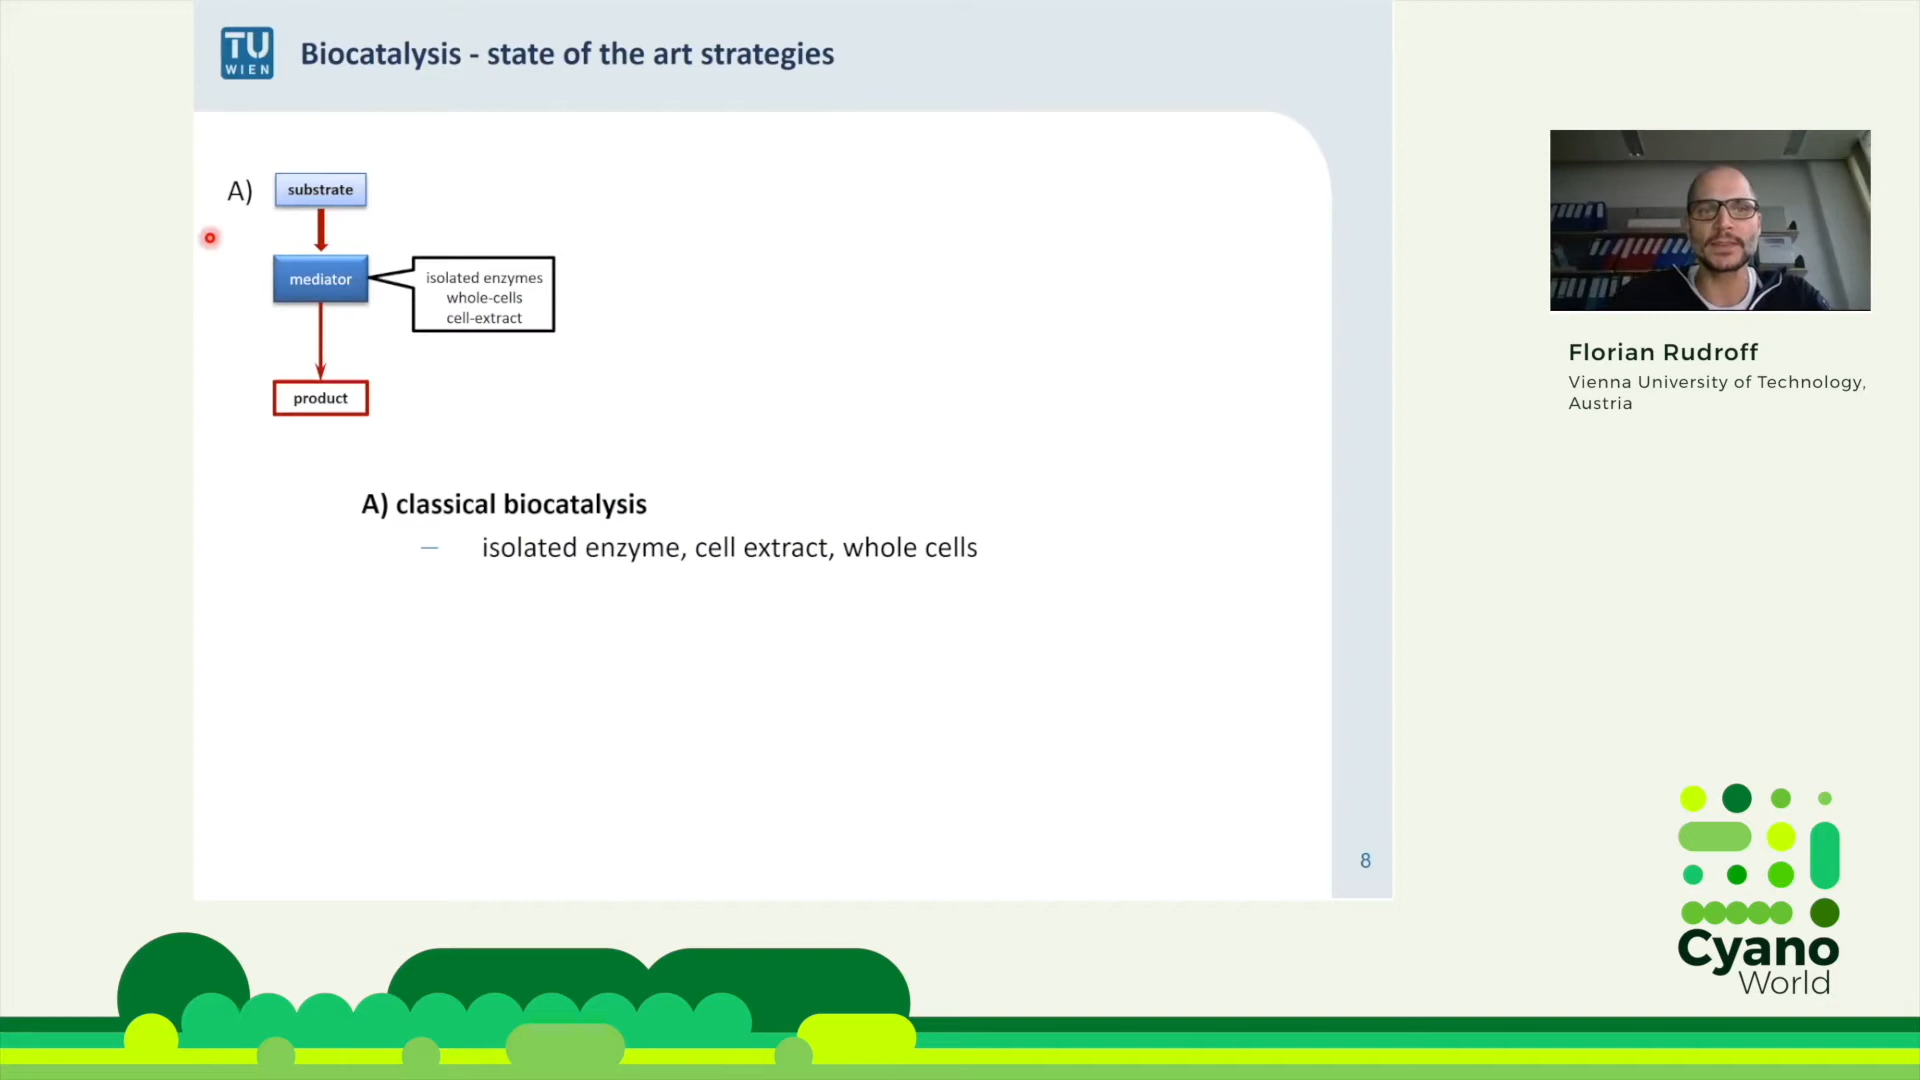 TU
WIEN
Biocatalysis - state of the art strategies
A)
substrate
mediator
isolated enzymes
whole-cells
cell-extract
product
A) classical biocatalysis
– isolated enzyme, cell extract, whole cells
8
Florian Rudroff
Vienna University of Technology,
Austria
Cyano
World